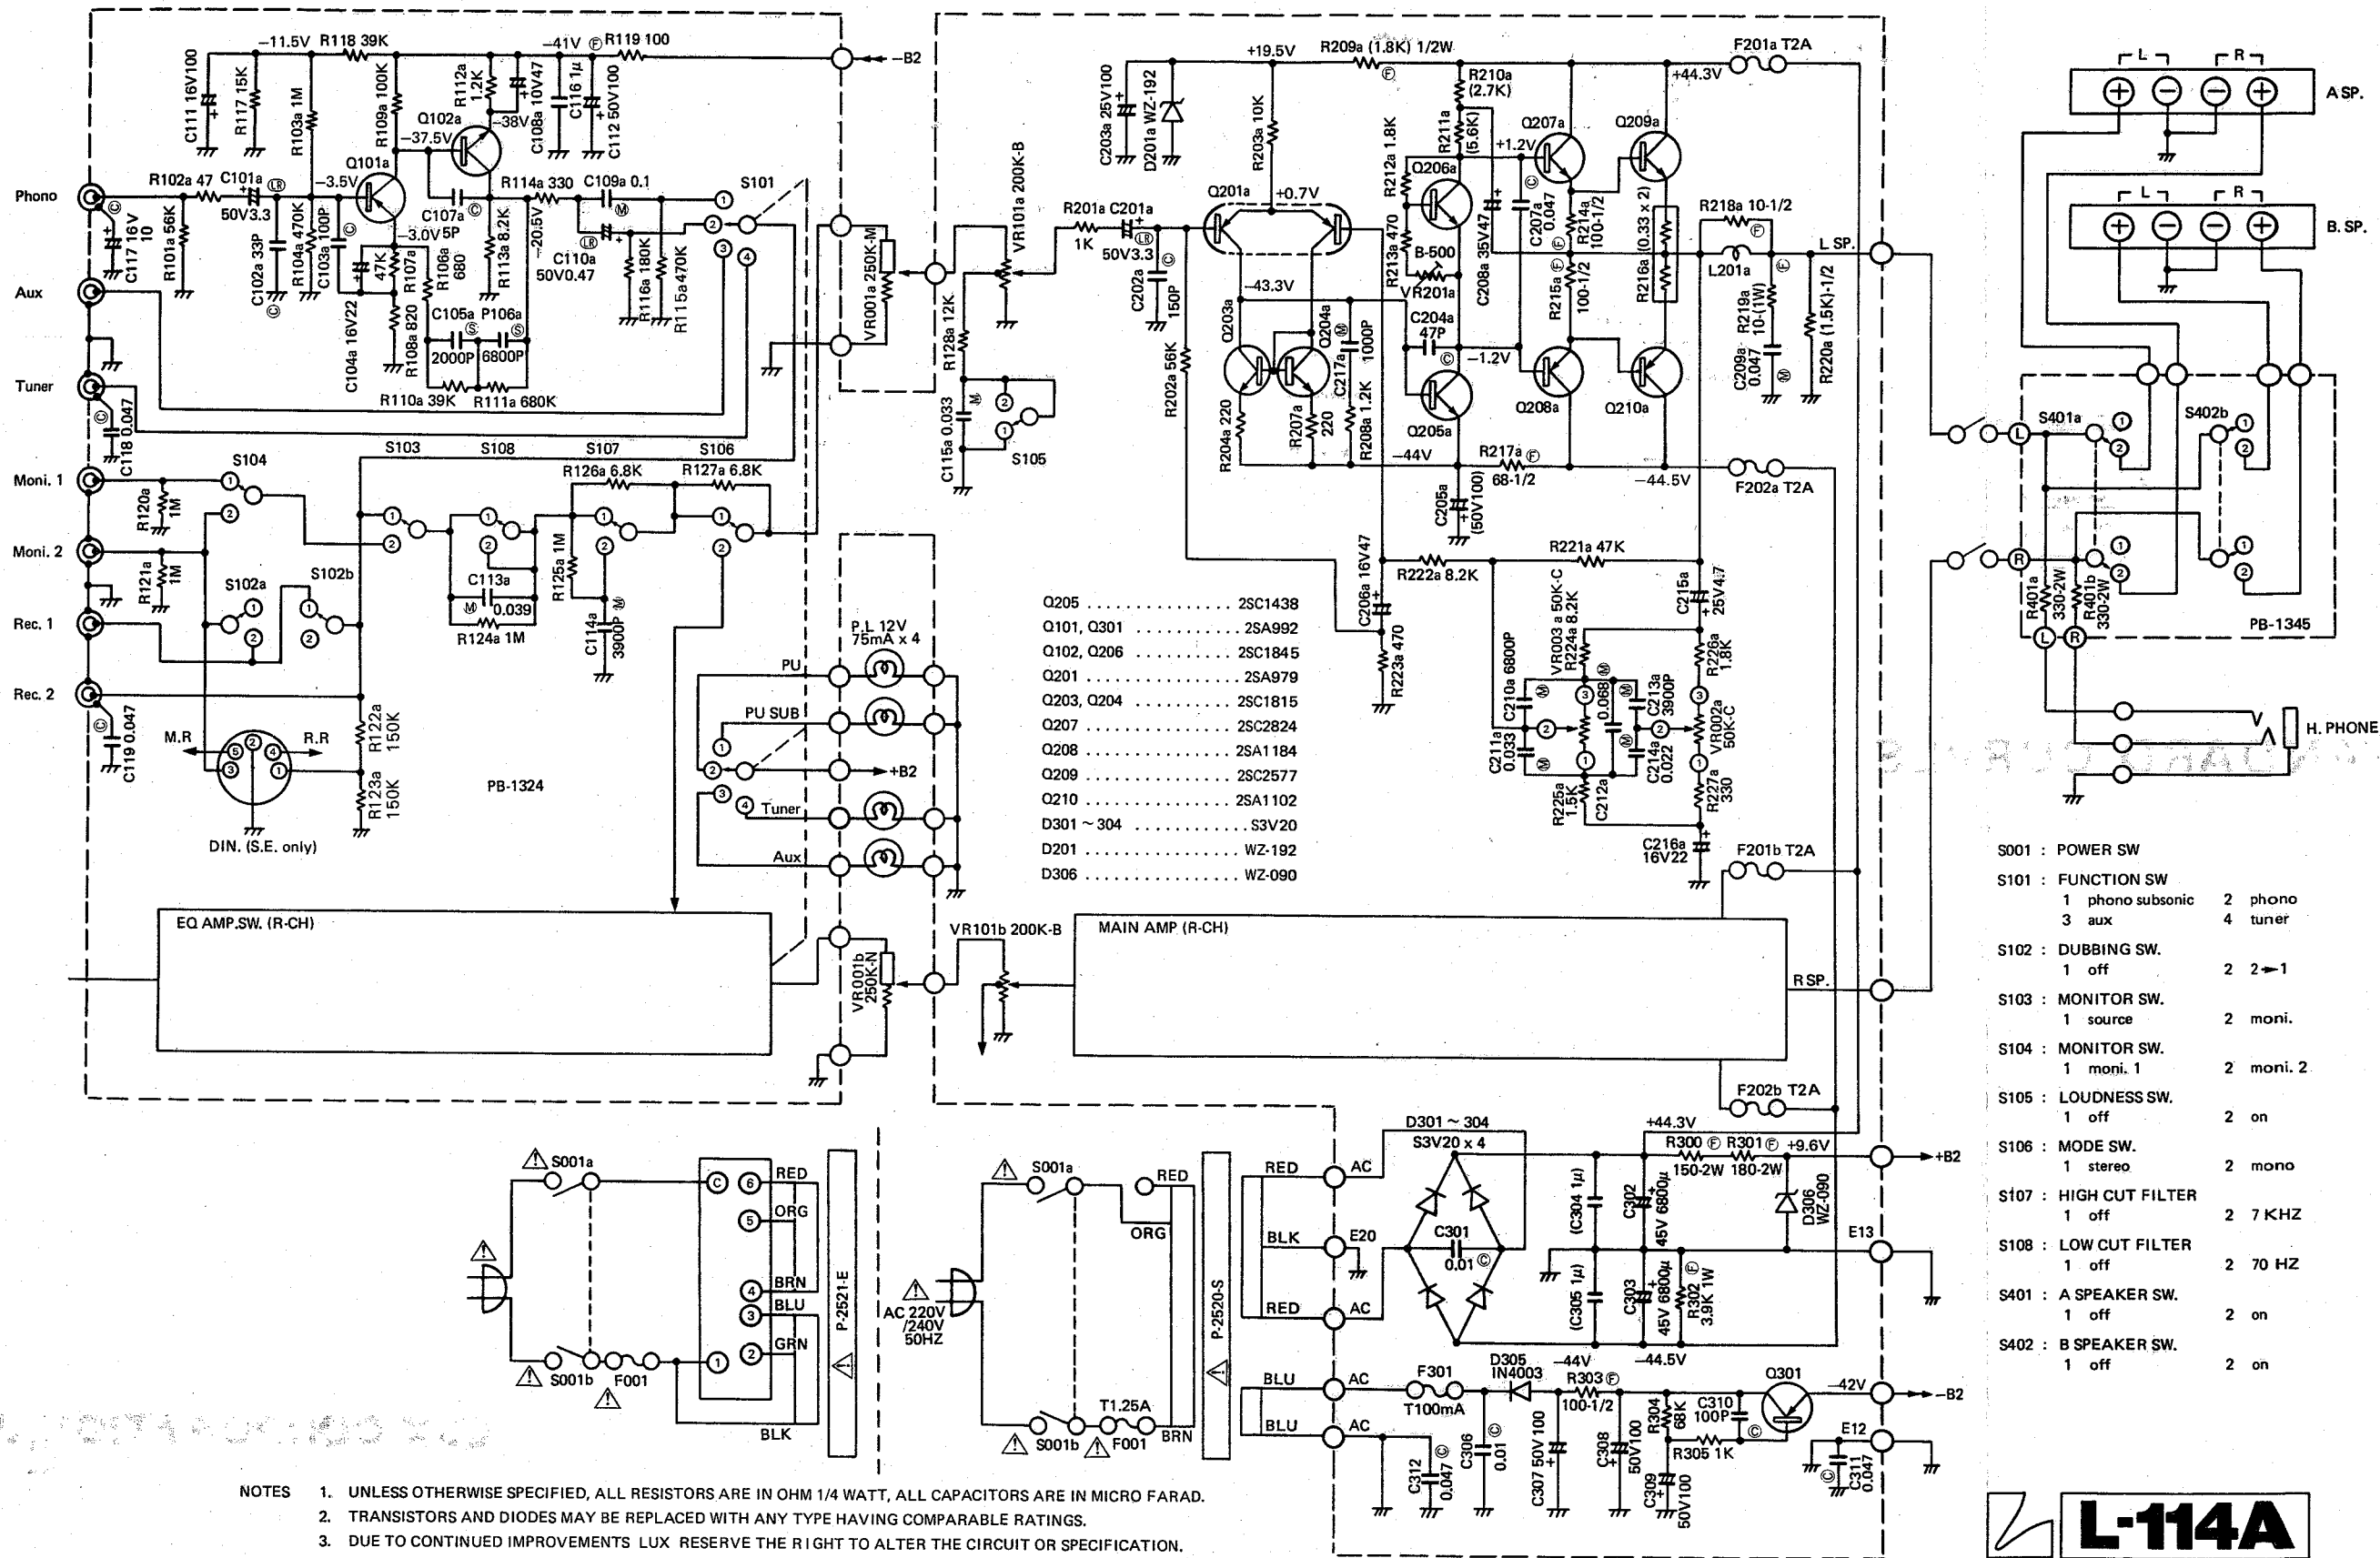 Phono
Aux
Tuner
Moni. 1
Moni. 2
Rec. 1
Rec. 2
C111 16V100
R117 15K
−11.5V
R118 39K
R103a 1M
R109a 100K
R112a 1.2K
−41V Ⓕ R119 100
−B2
C108a 10V47
C116 1μ
C112 50V100
Q102a
−38V
−37.5V
Q101a
−3.5V
R102a 47
C101a
50V3.3
C117 16V 10
R101a 56K
C102a 33P
R104a 470K
C103a 100P
−3.0V
C107a 5P
R114a 330
C109a 0.1
S101
C110a
50V0.47
−20.5V
R113a 8.2K
R106a 680
47K R107a
C104a 16V22
R108a 820
C105a
2000P
P106a
6800P
R110a 39K
R111a 680K
R116a 180K
R115a 470K
C118 0.047
S104
S103
S108
S107
S106
R126a 6.8K
R127a 6.8K
R120a 1M
R121a 1M
S102a
S102b
C113a
0.039
R124a 1M
R125a 1M
C114a 3900P
C119 0.047
M.R
R.R
R122a 150K
R123a 150K
DIN. (S.E. only)
PB-1324
P.L 12V
75mA x 4
PU
PU SUB
+B2
Tuner
Aux
EQ AMP.SW. (R-CH)
VR001a 250K-M
VR001b 250K-N
VR101a 200K-B
VR101b 200K-B
R128a 12K
C115a 0.033
S105
R201a
1K
C201a
50V3.3
C202a 150P
R202a 56K
C203a 25V100
D201a WZ-192
+19.5V
R209a (1.8K) 1/2W
R203a 10K
Q201a
+0.7V
−43.3V
Q203a
Q204a
R204a 220
R207a 220
C217a 1000P
R208a 1.2K
R210a (2.7K)
R211a (5.6K)
R212a 1.8K
R213a 470
Q206a
B-500
VR201a
C204a
47P
Q205a
−44V
−1.2V
+1.2V
C208a 35V47
C207a 0.047
Q207a
R214a 100-1/2
R215a 100-1/2
Q208a
Q209a
Q210a
+44.3V
F201a T2A
R216a (0.33 x 2)
R218a 10-1/2
L201a
R219a 10-(1W)
C209a 0.047
R220a (1.5K)-1/2
L SP.
R217a
68-1/2
−44.5V
F202a T2A
C205a (50V100)
C206a 16V47
R222a 8.2K
R221a 47K
R223a 470
C215a 25V4.7
VR003 a 50K-C
R224a 8.2K
C210a 6800P
C211a 0.033
0.068
C212a
C213a 3900P
C214a 0.022
R226a 1.8K
VR002a 50K-C
R227a 330
R225a 1.5K
C216a
16V22
F201b T2A
Q205 . . . . . . . . . . . . . . . 2SC1438
Q101, Q301 . . . . . . . . . . 2SA992
Q102, Q206 . . . . . . . . . . 2SC1845
Q201 . . . . . . . . . . . . . . . 2SA979
Q203, Q204 . . . . . . . . . . 2SC1815
Q207 . . . . . . . . . . . . . . . 2SC2824
Q208 . . . . . . . . . . . . . . . 2SA1184
Q209 . . . . . . . . . . . . . . . 2SC2577
Q210 . . . . . . . . . . . . . . . 2SA1102
D301 ~ 304 . . . . . . . . . . . . S3V20
D201 . . . . . . . . . . . . . . . WZ-192
D306 . . . . . . . . . . . . . . . WZ-090
MAIN AMP (R-CH)
R SP.
F202b T2A
L R
A SP.
L R
B. SP.
S401a
S402b
R401a 330-2W
R401b 330-2W
PB-1345
H. PHONE
S001 : POWER SW
S101 : FUNCTION SW
1 phono subsonic 2 phono
3 aux 4 tuner
S102 : DUBBING SW.
1 off 2 2→1
S103 : MONITOR SW.
1 source 2 moni.
S104 : MONITOR SW.
1 moni. 1 2 moni. 2
S105 : LOUDNESS SW.
1 off 2 on
S106 : MODE SW.
1 stereo 2 mono
S107 : HIGH CUT FILTER
1 off 2 7 KHZ
S108 : LOW CUT FILTER
1 off 2 70 HZ
S401 : A SPEAKER SW.
1 off 2 on
S402 : B SPEAKER SW.
1 off 2 on
S001a
S001b
F001
C 6 RED
5 ORG
4 BRN
3 BLU
1 2 GRN
BLK
P-2521-E
AC 220V
/240V
50HZ
S001a
RED
ORG
S001b
T1.25A
F001
BRN
P-2520-S
RED AC
BLK E20
RED AC
BLU AC
BLU AC
D301 ~ 304
S3V20 x 4
C301
0.01
(C304 1μ)
(C305 1μ)
C302 45V 6800μ
C303 45V 6800μ
+44.3V
R300 Ⓕ R301 Ⓕ +9.6V
150-2W 180-2W
D306 WZ-090
+B2
E13
R302 3.9K 1W
−44.5V
F301
T100mA
D305
IN4003
−44V
R303 Ⓕ
100-1/2
C312 0.047
C306 0.01
C307 50V 100
C308 50V100
R304 68K
C310
100P
R305 1K
C309 50V100
Q301
−42V
−B2
E12
C311 0.047
NOTES 1. UNLESS OTHERWISE SPECIFIED, ALL RESISTORS ARE IN OHM 1/4 WATT, ALL CAPACITORS ARE IN MICRO FARAD.
2. TRANSISTORS AND DIODES MAY BE REPLACED WITH ANY TYPE HAVING COMPARABLE RATINGS.
3. DUE TO CONTINUED IMPROVEMENTS LUX RESERVE THE RIGHT TO ALTER THE CIRCUIT OR SPECIFICATION.
L-114A